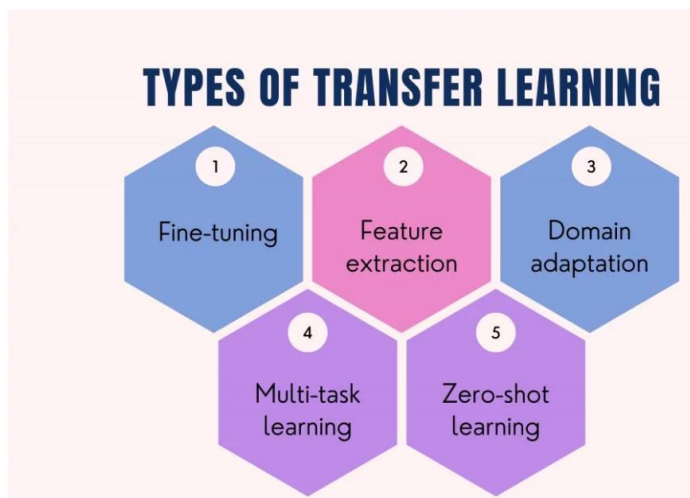 TYPES OF TRANSFER LEARNING
1
Fine-tuning
2
Feature
extraction
3
Domain
adaptation
4
Multi-task
learning
5
Zero-shot
learning